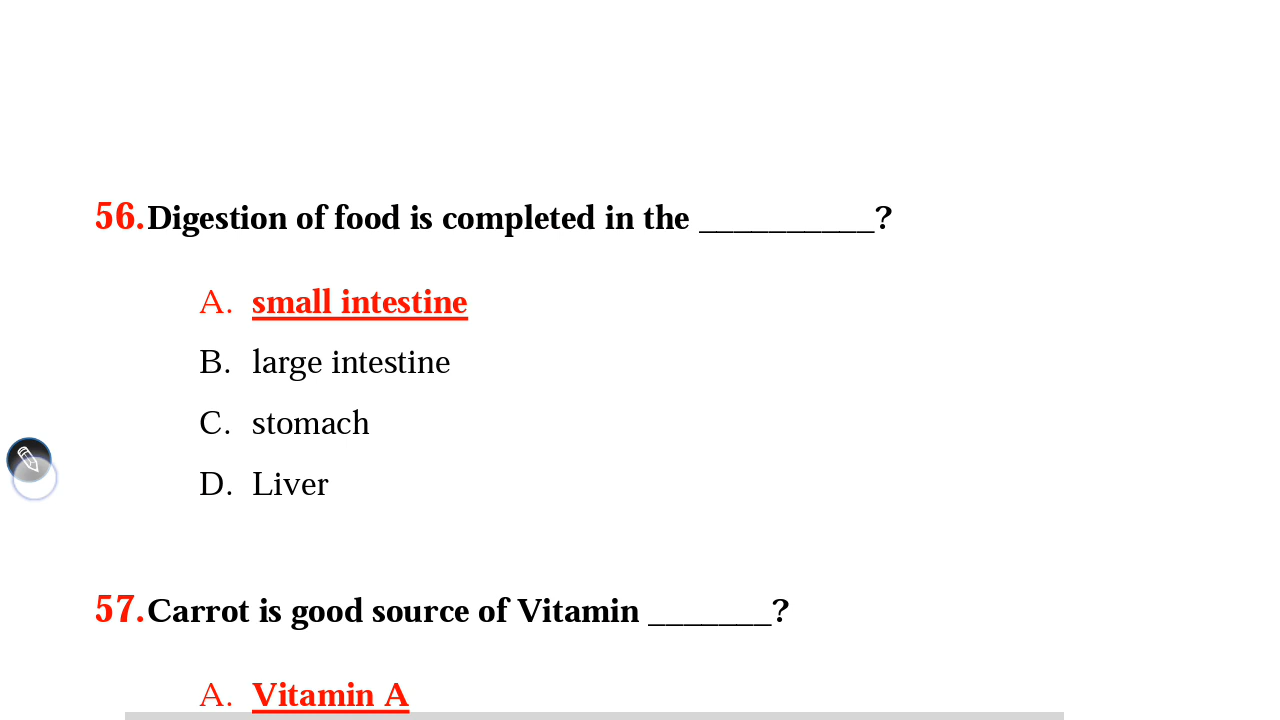 56. Digestion of food is completed in the __________?
A. small intestine
B. large intestine
C. stomach
D. Liver
57. Carrot is good source of Vitamin _______?
A. Vitamin A